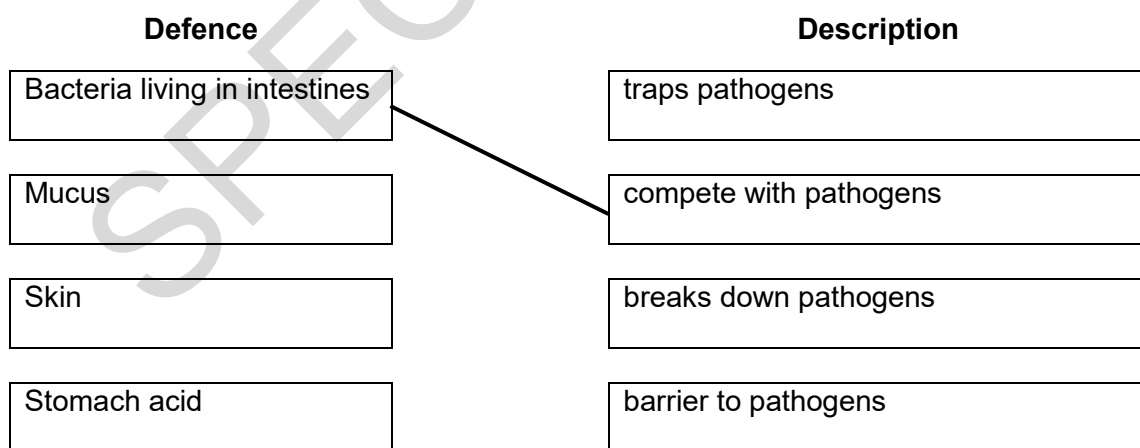 Defence Description
Bacteria living in intestines traps pathogens
Mucus compete with pathogens
Skin breaks down pathogens
Stomach acid barrier to pathogens
SPEC